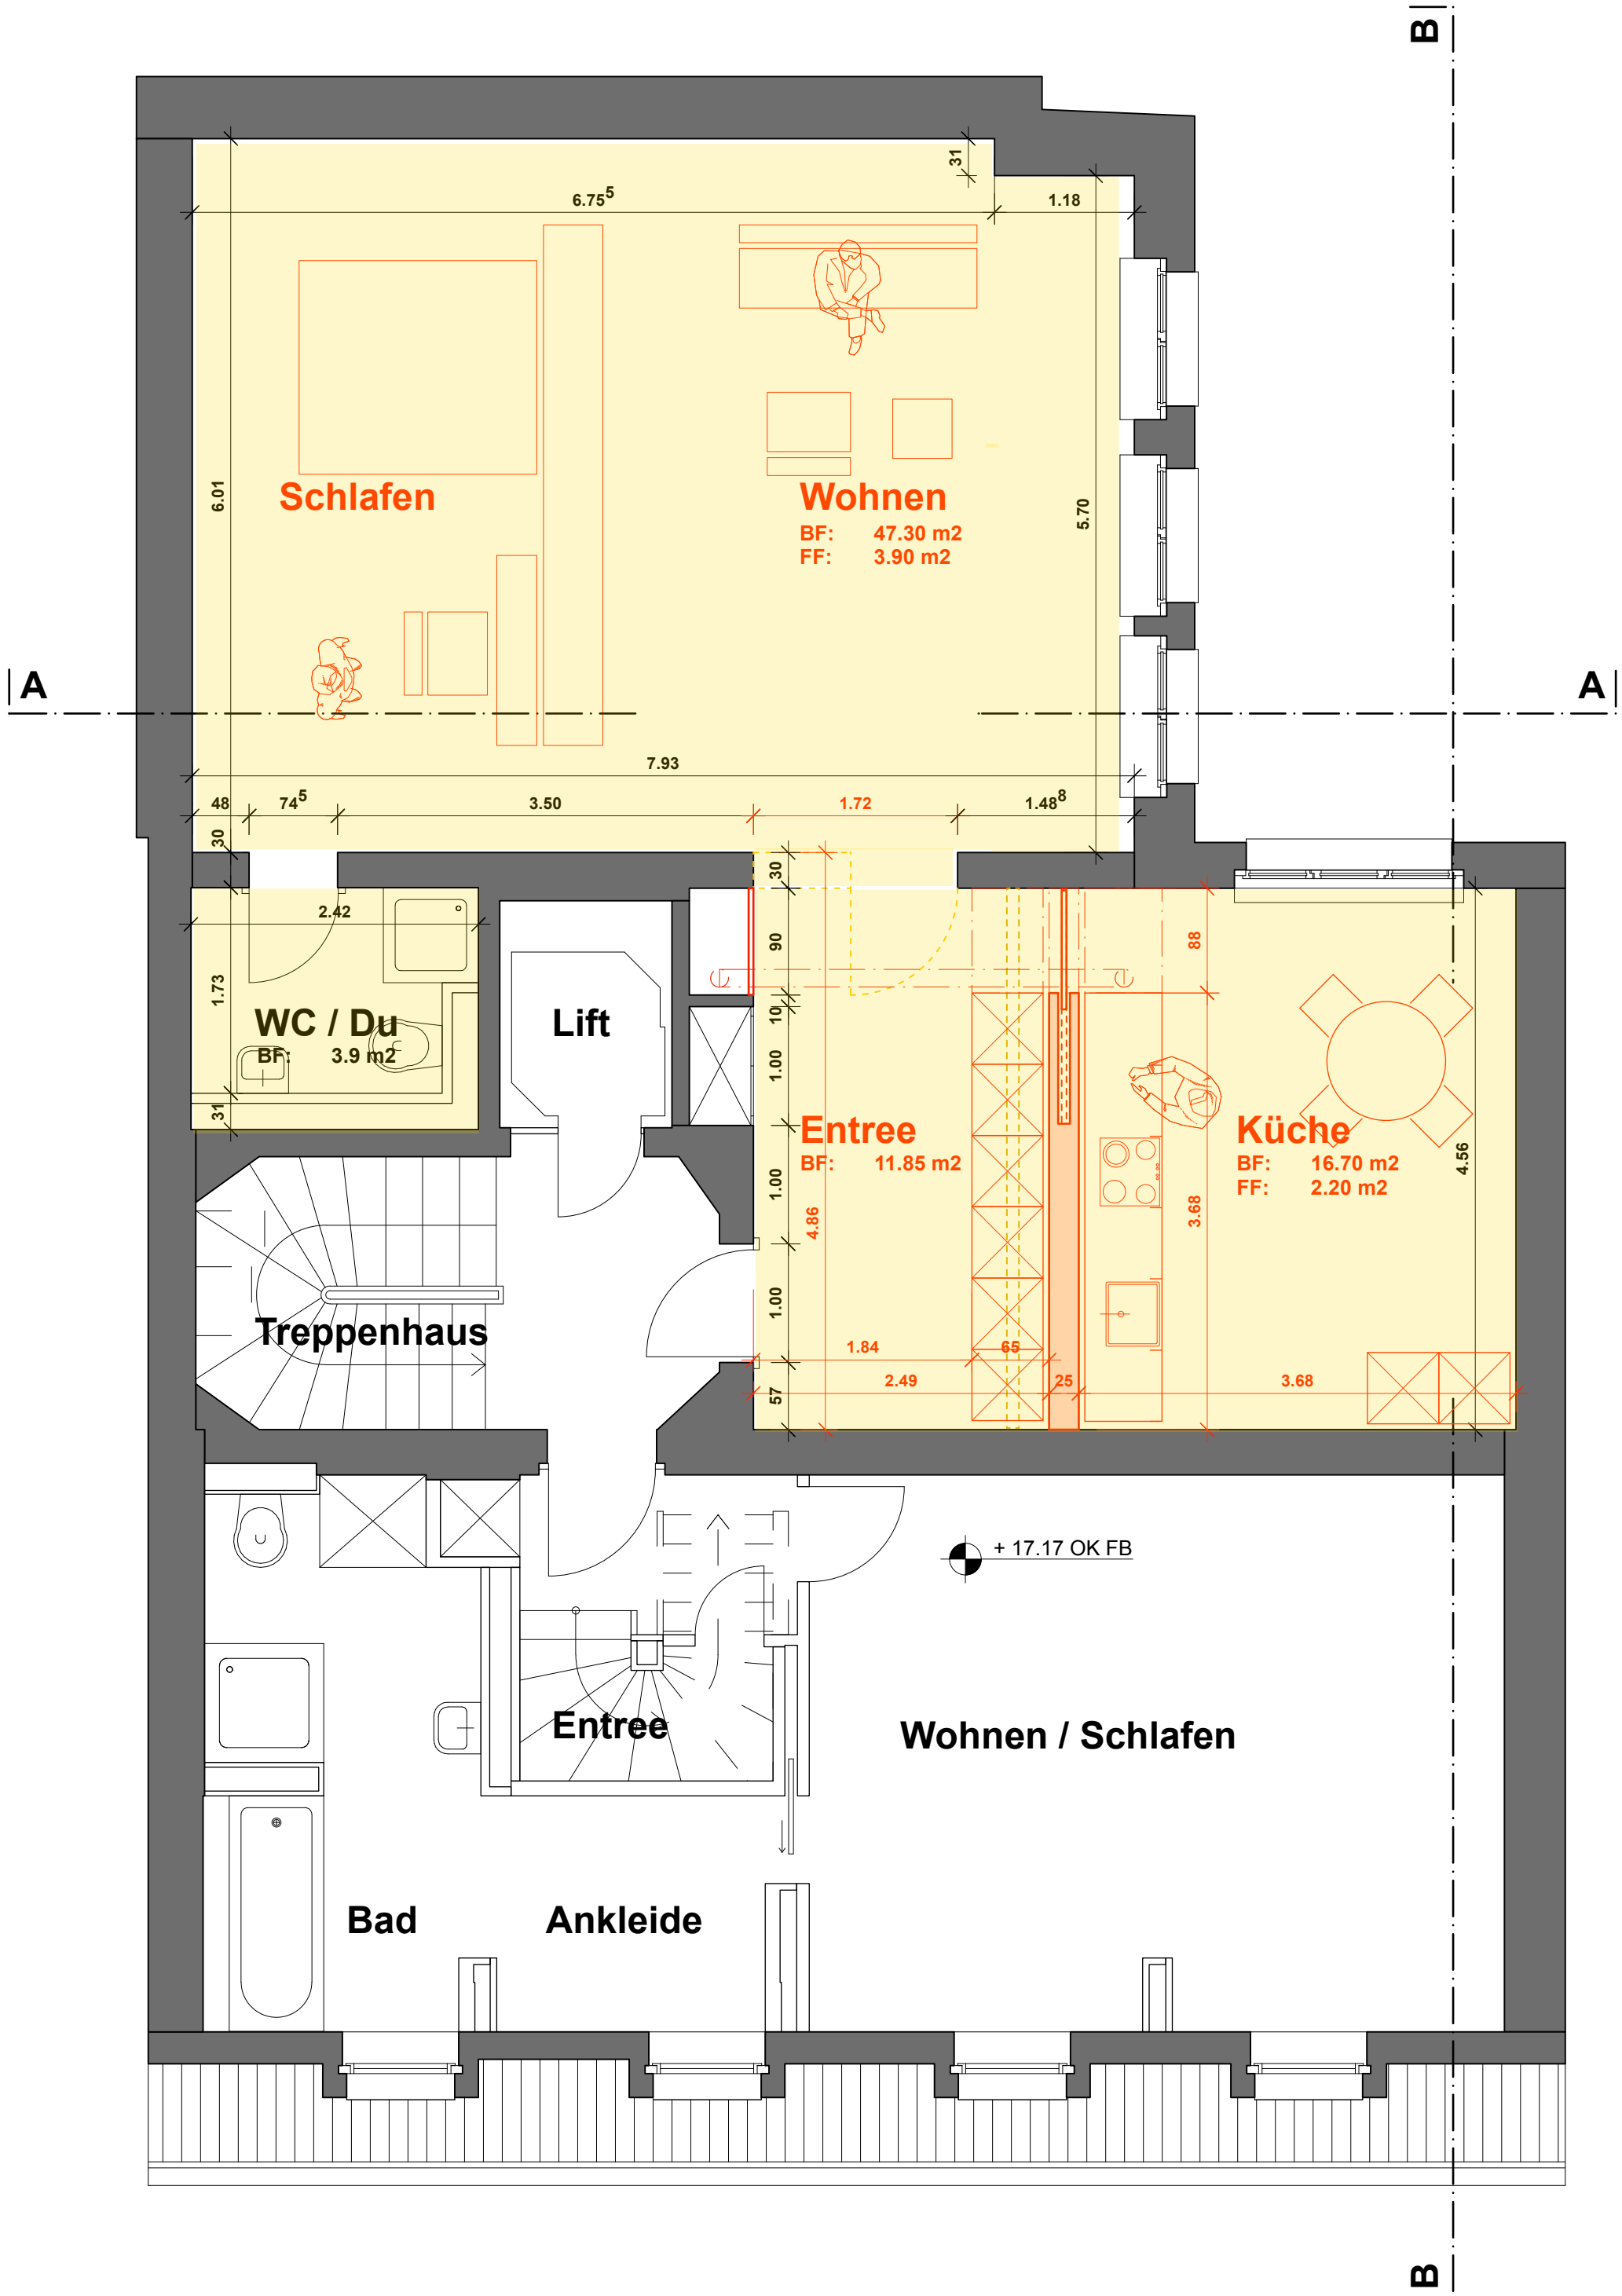 B
31
6.75⁵
1.18
6.01
Schlafen
Wohnen
BF: 47.30 m2
FF: 3.90 m2
5.70
A
A
7.93
48
74⁵
3.50
1.72
1.48⁸
30
30
2.42
90
88
1.73
WC / Du
BF: 3.9 m2
Lift
10
1.00
31
Entree
BF: 11.85 m2
Küche
BF: 16.70 m2
FF: 2.20 m2
4.56
1.00
4.86
3.68
1.00
Treppenhaus
1.84
65
2.49
25
3.68
57
+ 17.17 OK FB
Entree
Wohnen / Schlafen
Bad
Ankleide
B